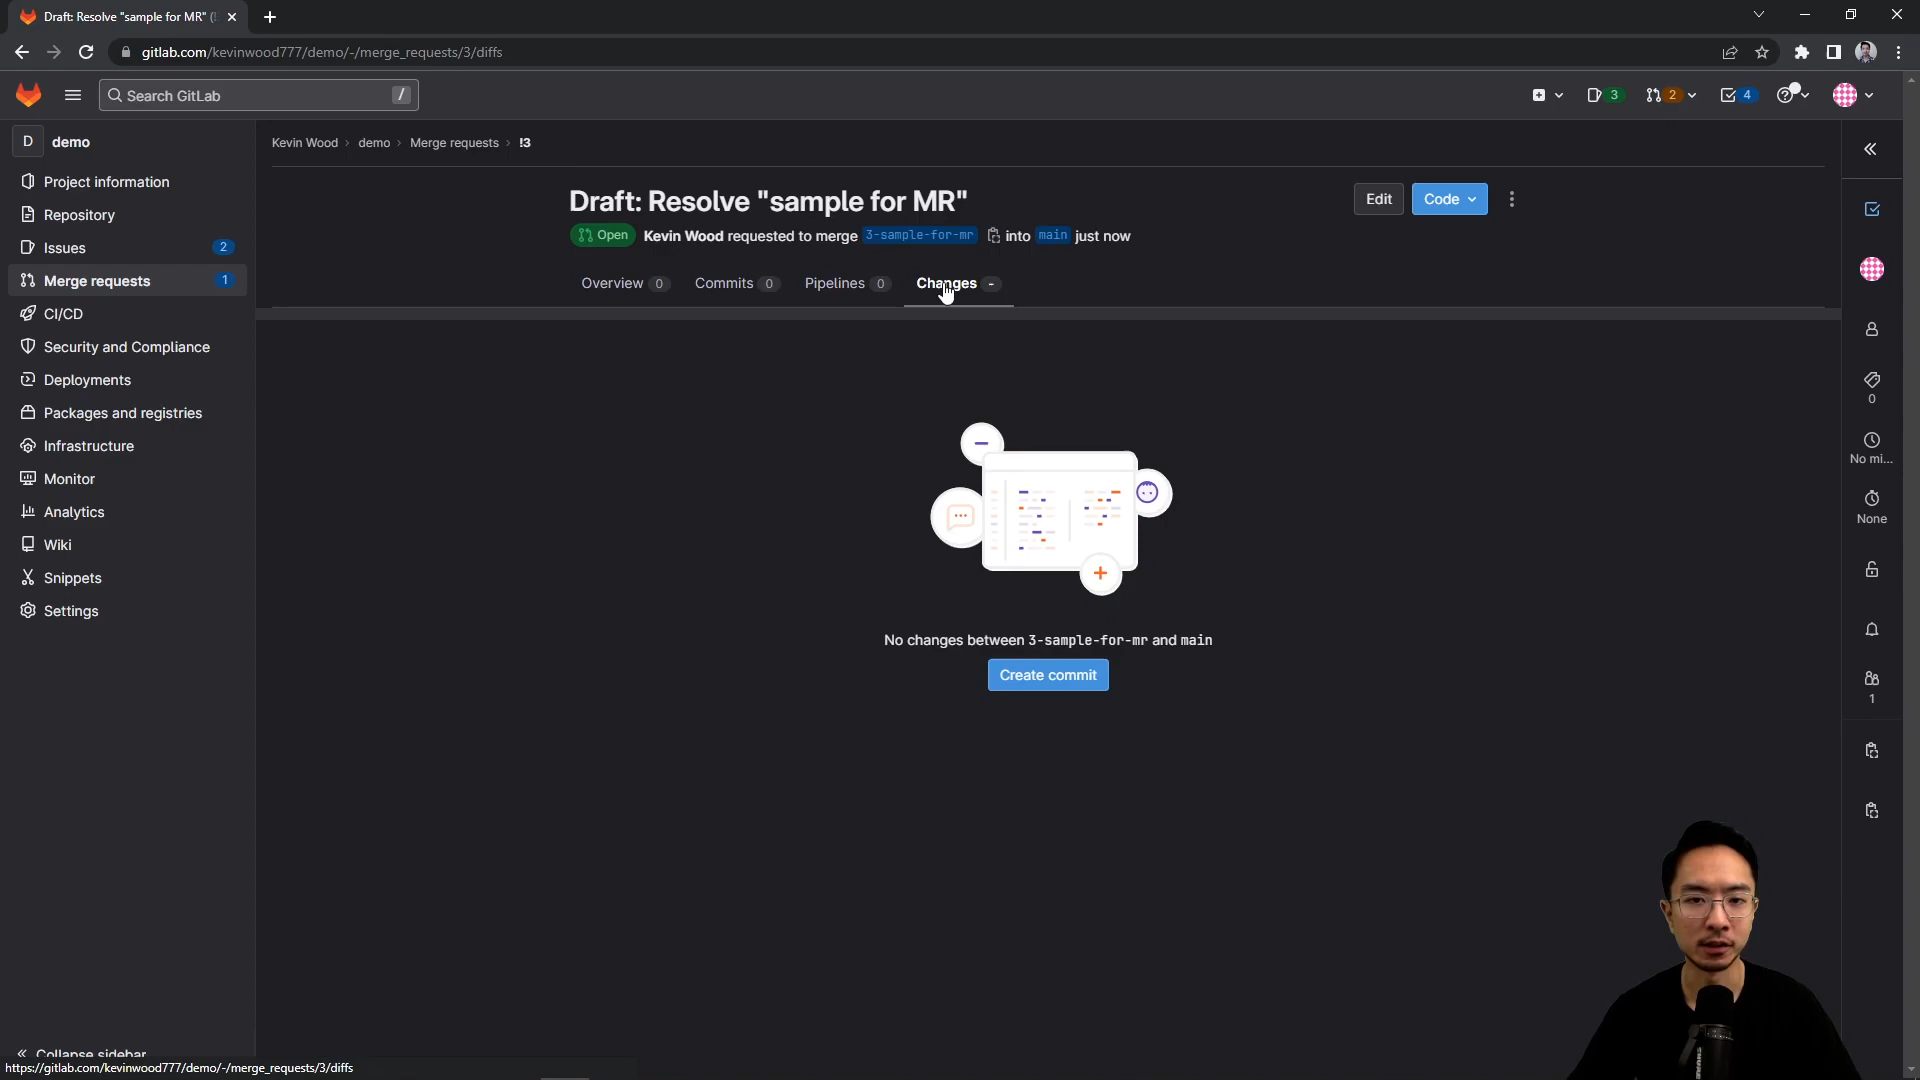 Draft: Resolve "sample for MR" (
gitlab.com/kevinwood777/demo/-/merge_requests/3/diffs
Search GitLab
/
3
2
4
D
demo
Kevin Wood › demo › Merge requests › !3
Project information
Repository
Issues 2
Merge requests 1
CI/CD
Security and Compliance
Deployments
Packages and registries
Infrastructure
Monitor
Analytics
Wiki
Snippets
Settings
Collapse sidebar
Draft: Resolve "sample for MR"
Edit
Code
Open Kevin Wood requested to merge 3-sample-for-mr into main just now
Overview 0 Commits 0 Pipelines 0 Changes -
No changes between 3-sample-for-mr and main
Create commit
0
No mi...
None
1
https://gitlab.com/kevinwood777/demo/-/merge_requests/3/diffs